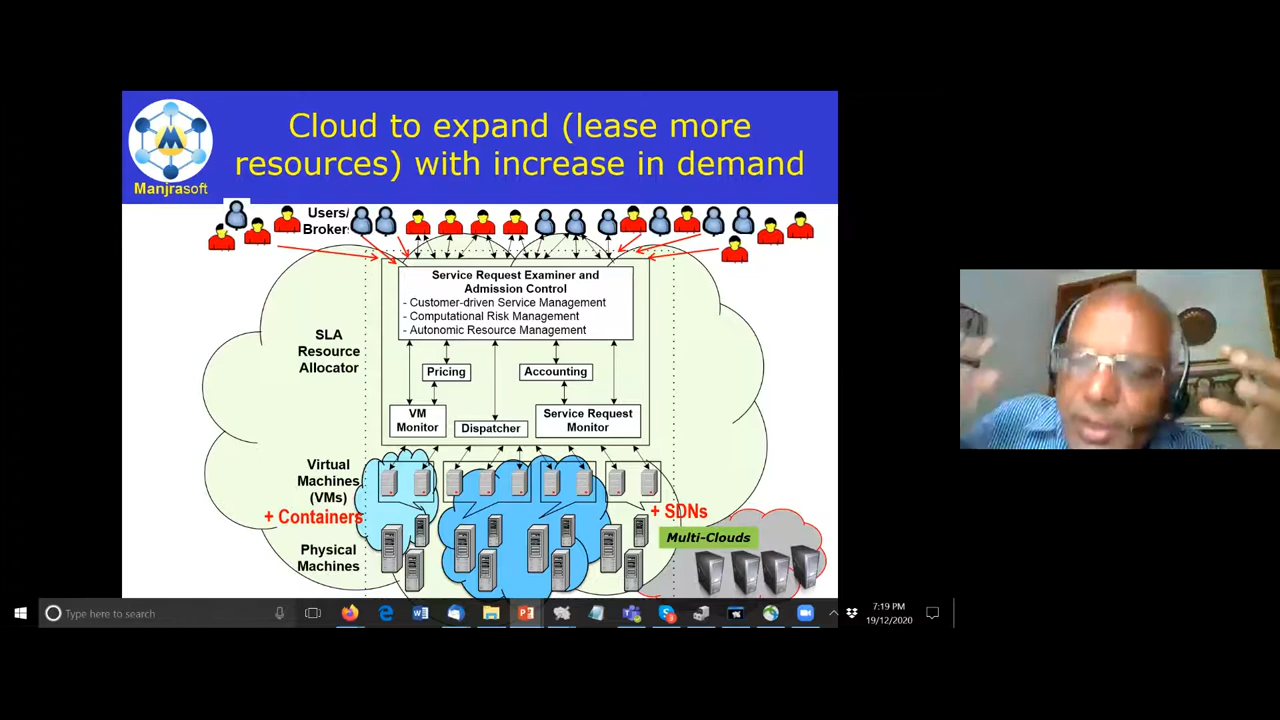 Cloud to expand (lease more
resources) with increase in demand
Manjrasoft
Users/
Broker
Service Request Examiner and
Admission Control
- Customer-driven Service Management
- Computational Risk Management
- Autonomic Resource Management
SLA
Resource
Allocator
Pricing
Accounting
VM
Monitor
Dispatcher
Service Request
Monitor
Virtual
Machines
(VMs)
+ Containers
+ SDNs
Multi-Clouds
Physical
Machines
Type here to search
7:19 PM
19/12/2020